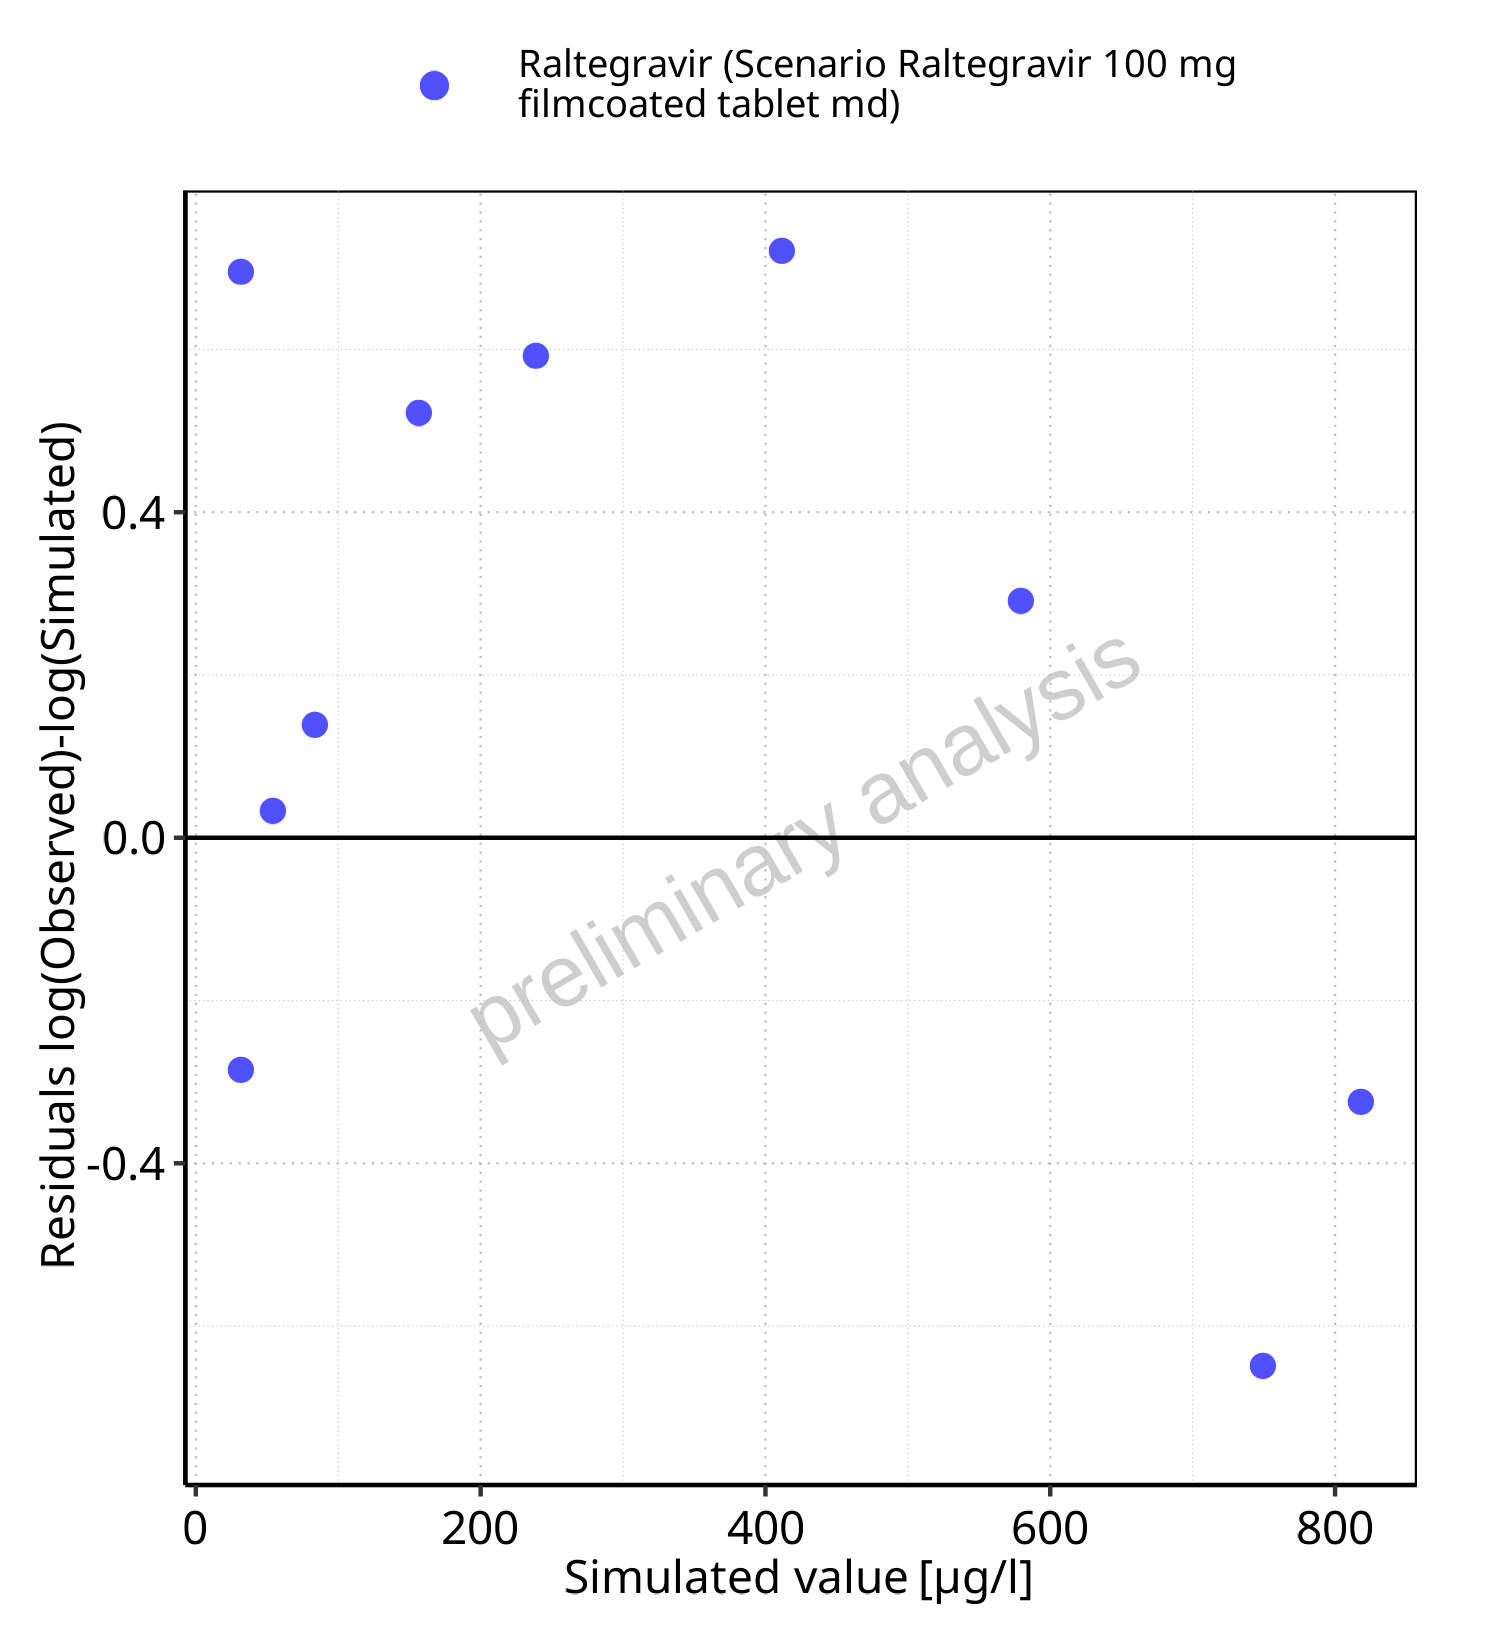 Raltegravir (Scenario Raltegravir 100 mg
filmcoated tablet md)
Residuals log(Observed)-log(Simulated)
0.4
0.0
-0.4
preliminary analysis
0 200 400 600 800
Simulated value [µg/l]